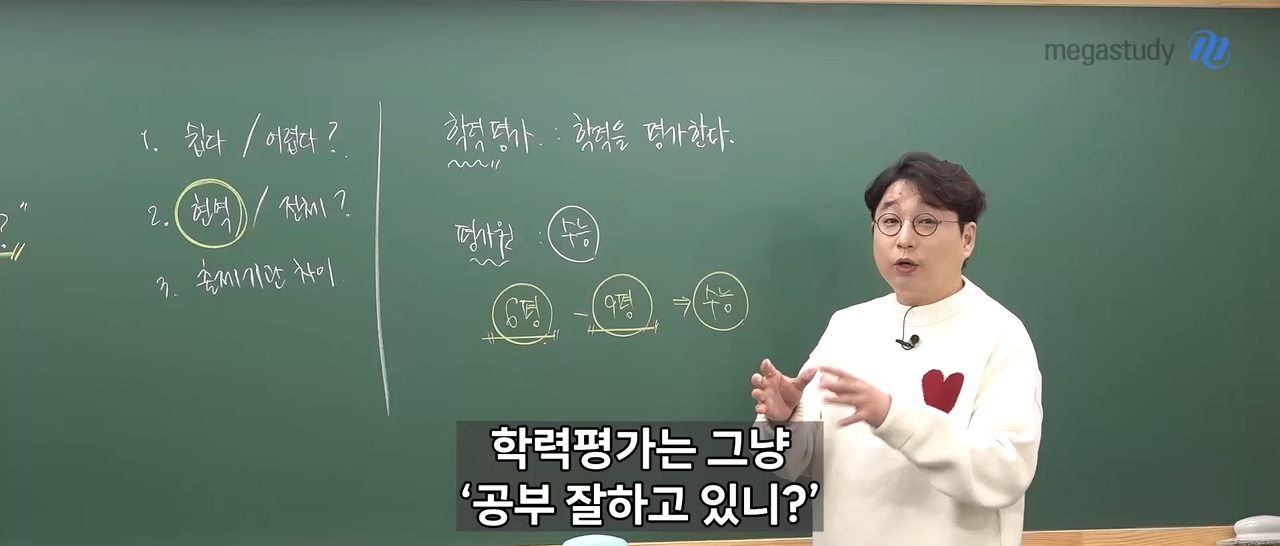 megastudy
1. 쉽다 / 어렵다?
2. 현역 / 전체?
3. 출제기관 차이
?"
학력평가 : 학력을 평가한다.
평가원 : 수능
6평 - 9평 ⇒ 수능
학력평가는 그냥
‘공부 잘하고 있니?’